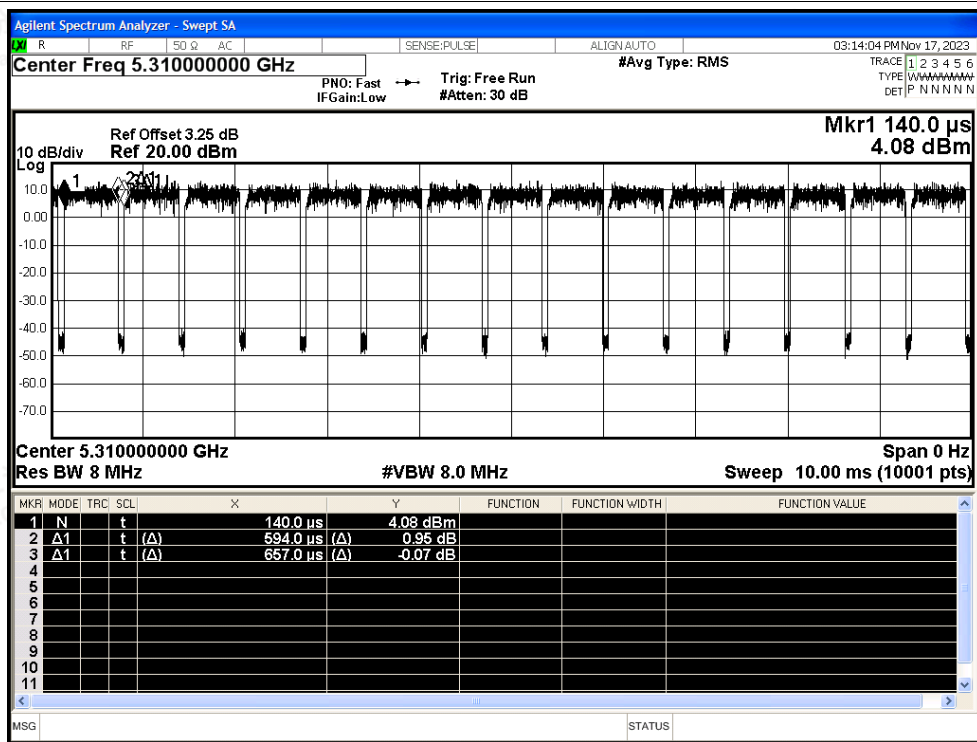 Agilent Spectrum Analyzer - Swept SA
LXI R RF 50 Ω AC SENSE:PULSE ALIGN AUTO 03:14:04 PM Nov 17, 2023
Center Freq 5.310000000 GHz
PNO: Fast
IFGain:Low
Trig: Free Run
#Atten: 30 dB
#Avg Type: RMS
TRACE 1 2 3 4 5 6
TYPE
DET P N N N N N
Mkr1 140.0 µs
4.08 dBm
Ref Offset 3.25 dB
10 dB/div Ref 20.00 dBm
Log
1
10.0
0.00
-10.0
-20.0
-30.0
-40.0
-50.0
-60.0
-70.0
Center 5.310000000 GHz Span 0 Hz
Res BW 8 MHz #VBW 8.0 MHz Sweep 10.00 ms (10001 pts)
MKR MODE TRC SCL X Y FUNCTION FUNCTION WIDTH FUNCTION VALUE
1 N t 140.0 µs 4.08 dBm
2 Δ1 t (Δ) 594.0 µs (Δ) 0.95 dB
3 Δ1 t (Δ) 657.0 µs (Δ) -0.07 dB
4
5
6
7
8
9
10
11
MSG STATUS